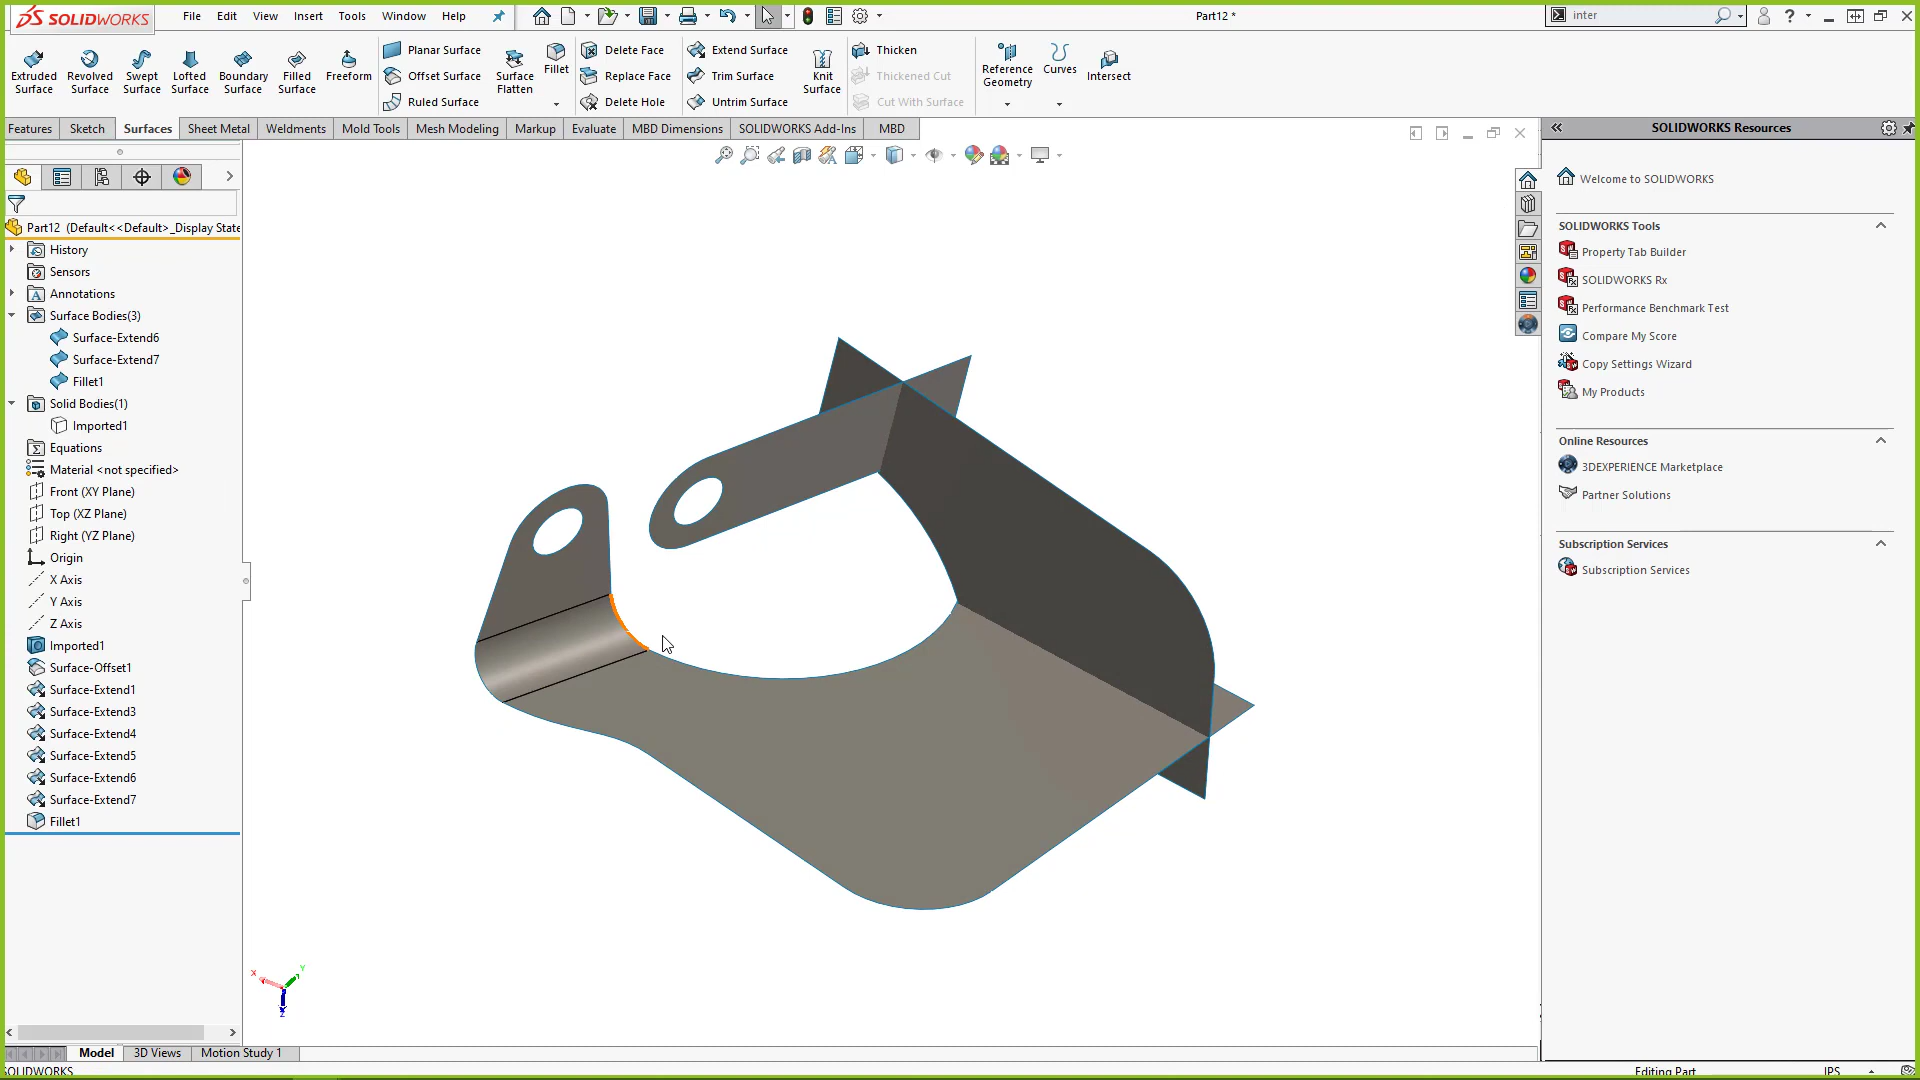 SOLIDWORKS
File Edit View Insert Tools Window Help
Part12 *
inter
Extruded Surface
Revolved Surface
Swept Surface
Lofted Surface
Boundary Surface
Filled Surface
Freeform
Planar Surface
Offset Surface
Ruled Surface
Surface Flatten
Fillet
Delete Face
Replace Face
Delete Hole
Extend Surface
Trim Surface
Untrim Surface
Knit Surface
Thicken
Thickened Cut
Cut With Surface
Reference Geometry
Curves
Intersect
Features Sketch Surfaces Sheet Metal Weldments Mold Tools Mesh Modeling Markup Evaluate MBD Dimensions SOLIDWORKS Add-Ins MBD
Part12 (Default<<Default>_Display State
History
Sensors
Annotations
Surface Bodies(3)
Surface-Extend6
Surface-Extend7
Fillet1
Solid Bodies(1)
Imported1
Equations
Material <not specified>
Front (XY Plane)
Top (XZ Plane)
Right (YZ Plane)
Origin
X Axis
Y Axis
Z Axis
Imported1
Surface-Offset1
Surface-Extend1
Surface-Extend3
Surface-Extend4
Surface-Extend5
Surface-Extend6
Surface-Extend7
Fillet1
X
Y
Z
SOLIDWORKS Resources
Welcome to SOLIDWORKS
SOLIDWORKS Tools
Property Tab Builder
SOLIDWORKS Rx
Performance Benchmark Test
Compare My Score
Copy Settings Wizard
My Products
Online Resources
3DEXPERIENCE Marketplace
Partner Solutions
Subscription Services
Subscription Services
Model 3D Views Motion Study 1
SOLIDWORKS
Editing Part
IPS